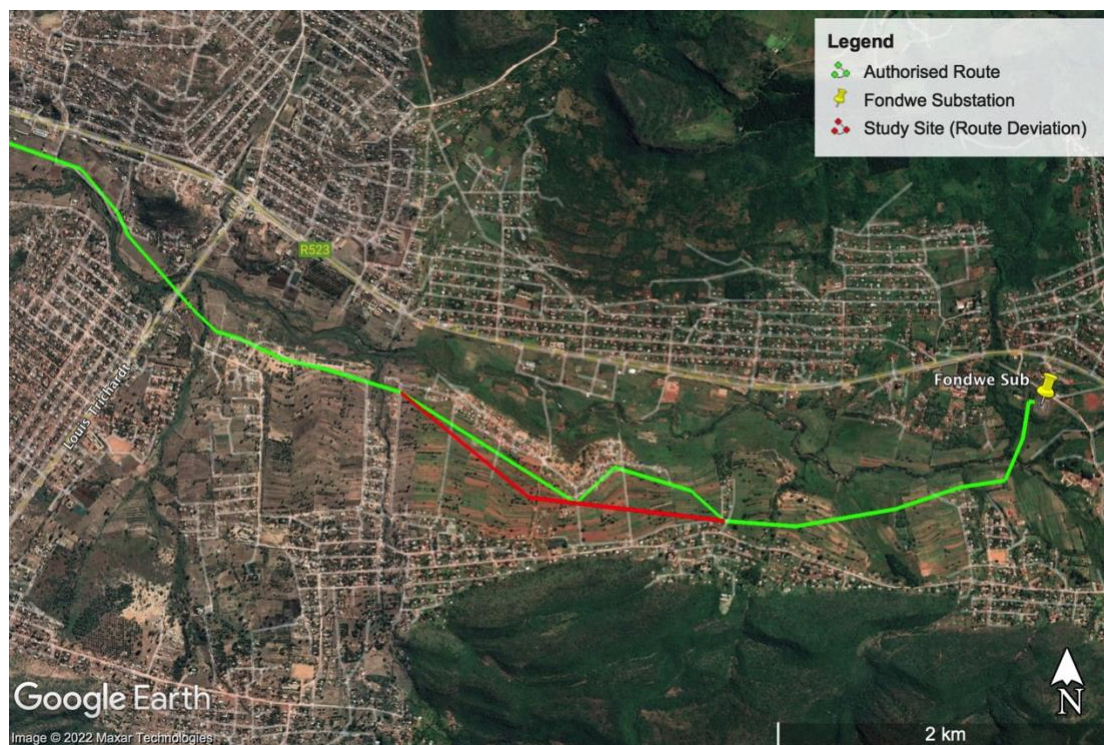 Legend
Authorised Route
Fondwe Substation
Study Site (Route Deviation)
R523
Fondwe Sub
Louis Trichardt
N
Google Earth
2 km
Image © 2022 Maxar Technologies